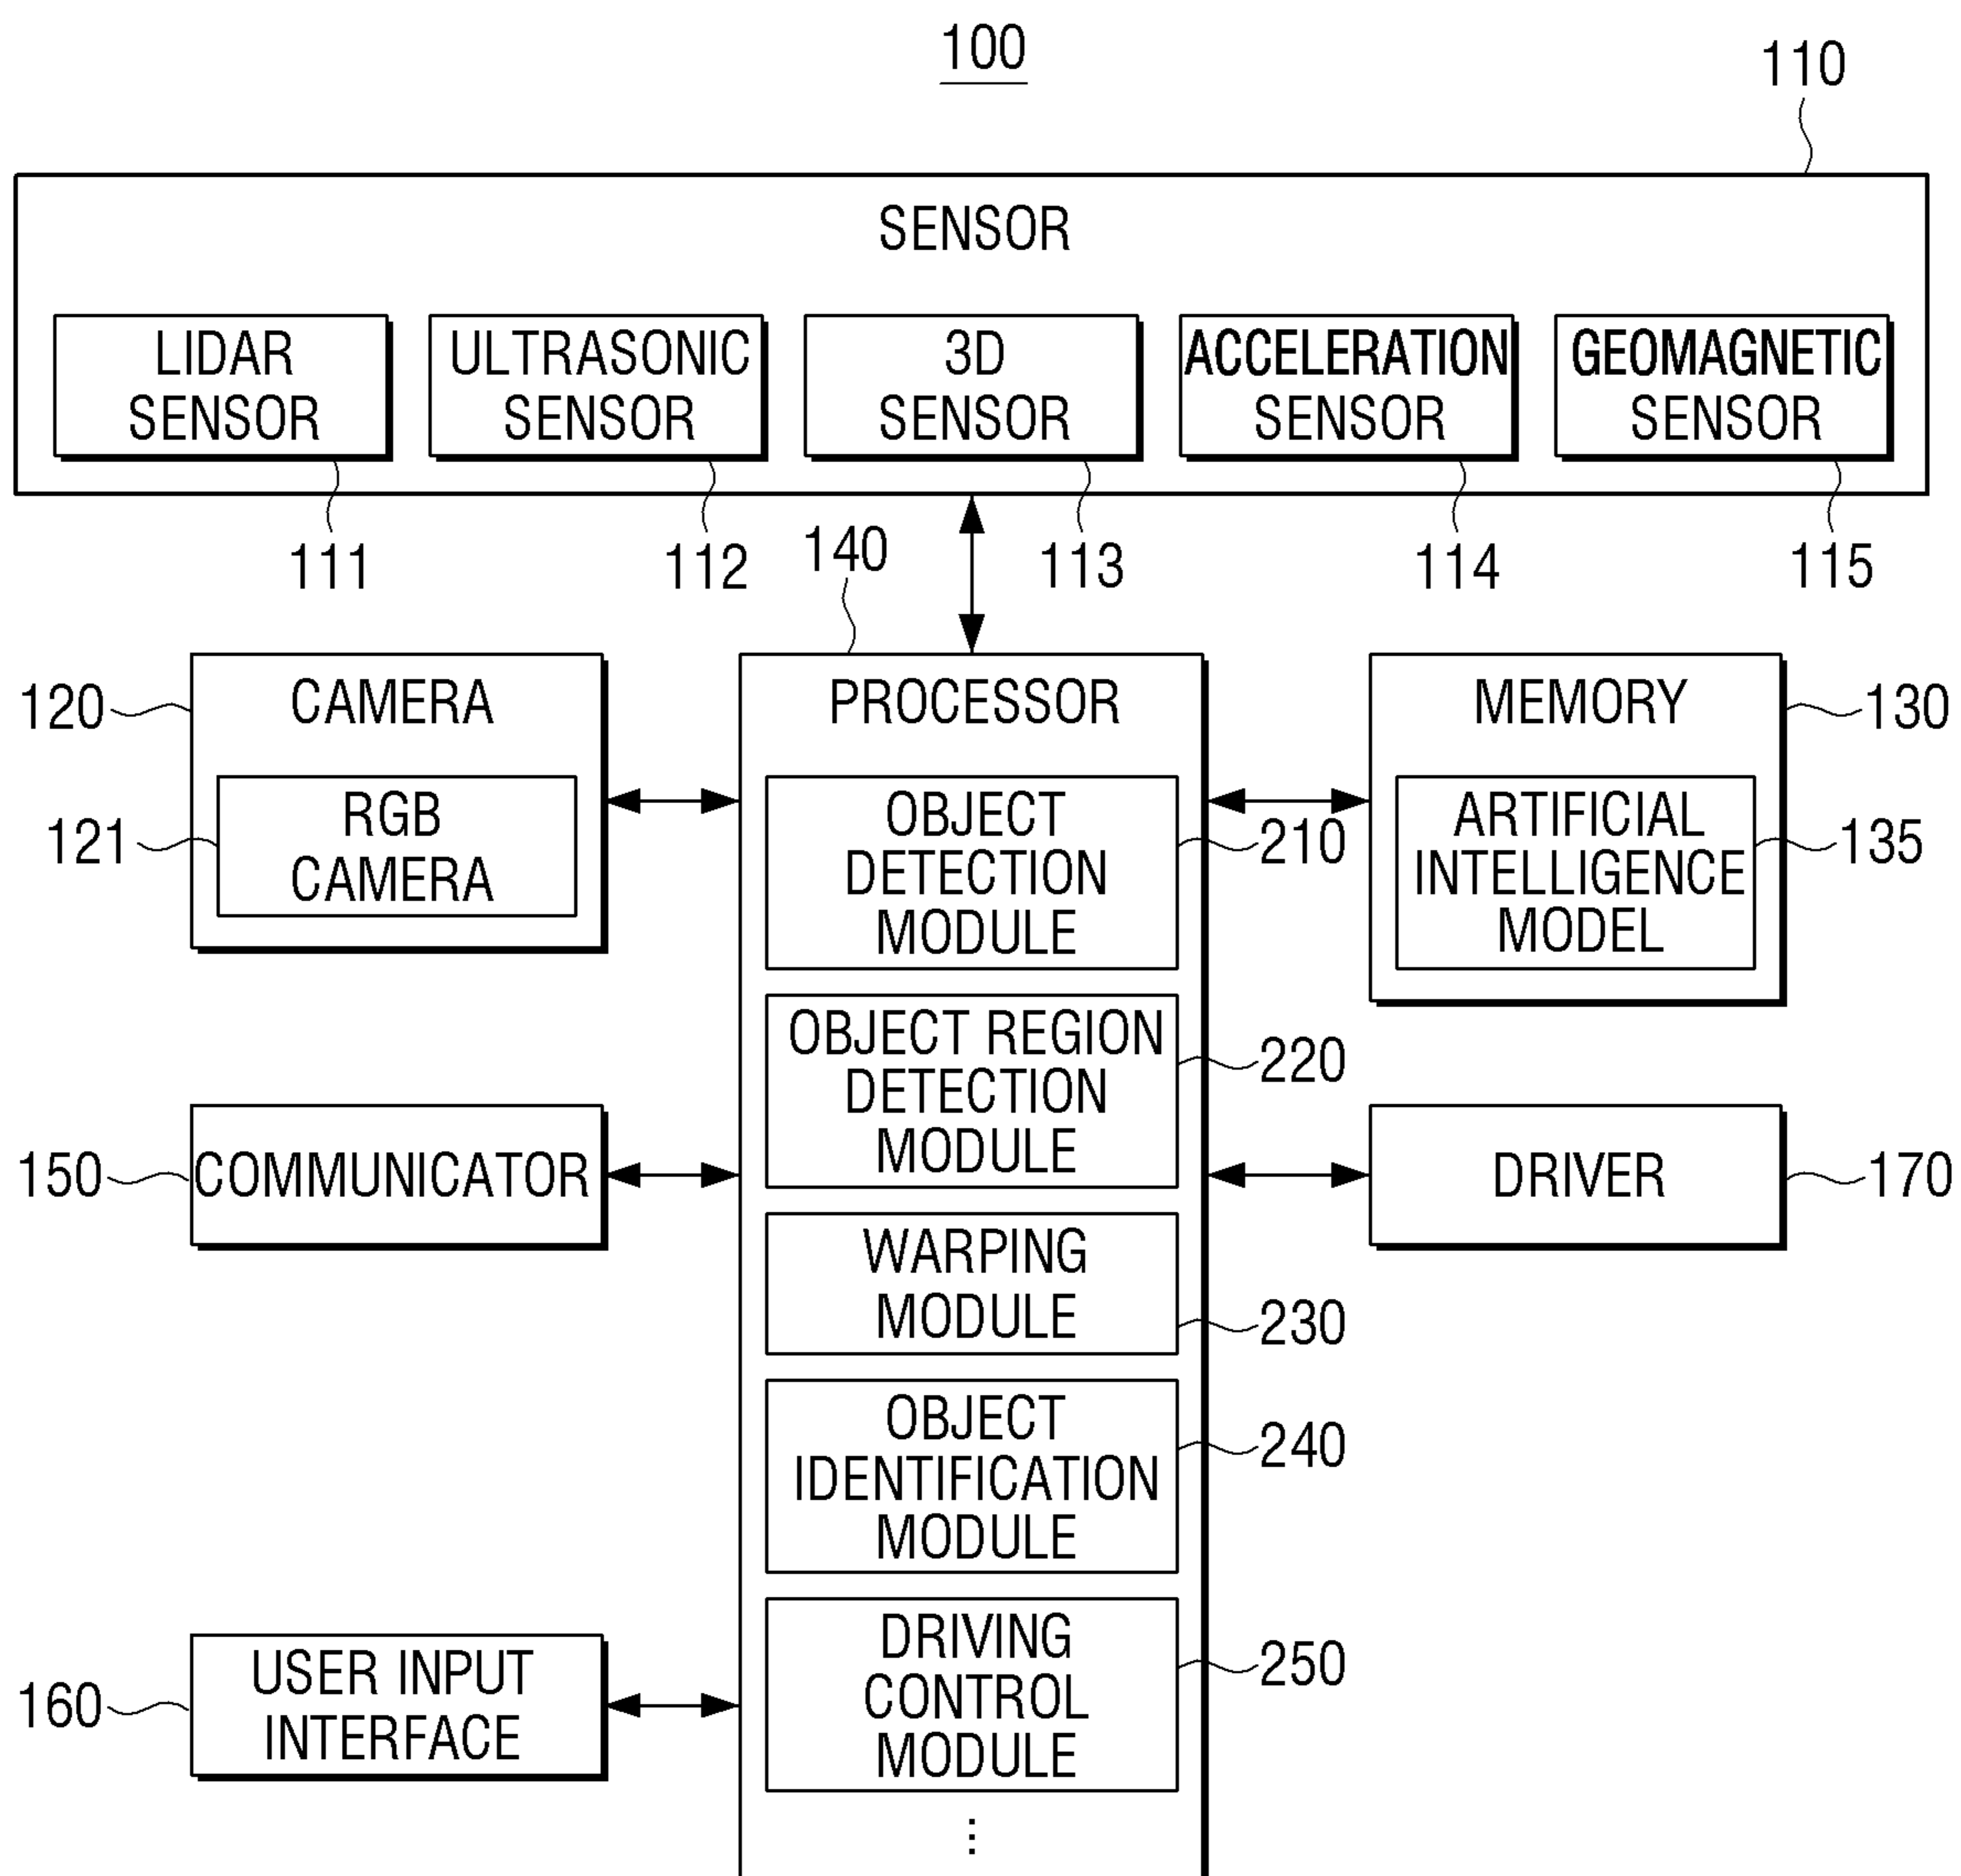 100
110
SENSOR
LIDAR
SENSOR
ULTRASONIC
SENSOR
3D
SENSOR
ACCELERATION
SENSOR
GEOMAGNETIC
SENSOR
111
112
140
113
114
115
120
CAMERA
121
RGB
CAMERA
PROCESSOR
OBJECT
DETECTION
MODULE
210
MEMORY
130
ARTIFICIAL
INTELLIGENCE
MODEL
135
OBJECT REGION
DETECTION
MODULE
220
150
COMMUNICATOR
DRIVER
170
WARPING
MODULE
230
OBJECT
IDENTIFICATION
MODULE
240
160
USER INPUT
INTERFACE
DRIVING
CONTROL
MODULE
250
⋮